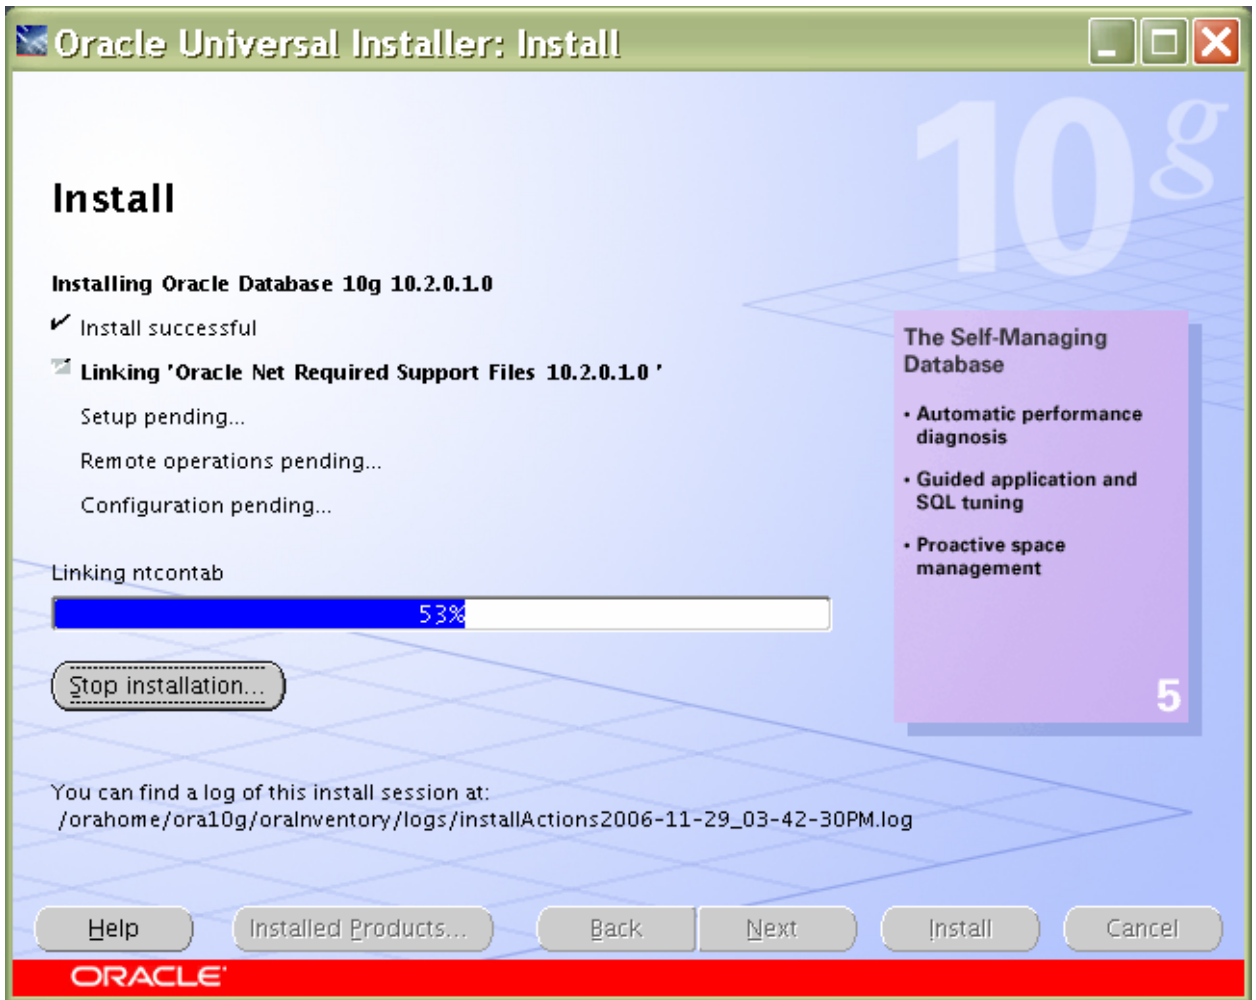 Oracle Universal Installer: Install
10g
Install
Installing Oracle Database 10g 10.2.0.1.0
Install successful
Linking 'Oracle Net Required Support Files 10.2.0.1.0 '
Setup pending...
Remote operations pending...
Configuration pending...
Linking ntcontab
53%
Stop installation...
The Self-Managing
Database
• Automatic performance
diagnosis
• Guided application and
SQL tuning
• Proactive space
management
5
You can find a log of this install session at:
/orahome/ora10g/oraInventory/logs/installActions2006-11-29_03-42-30PM.log
Help
Installed Products...
Back
Next
Install
Cancel
ORACLE